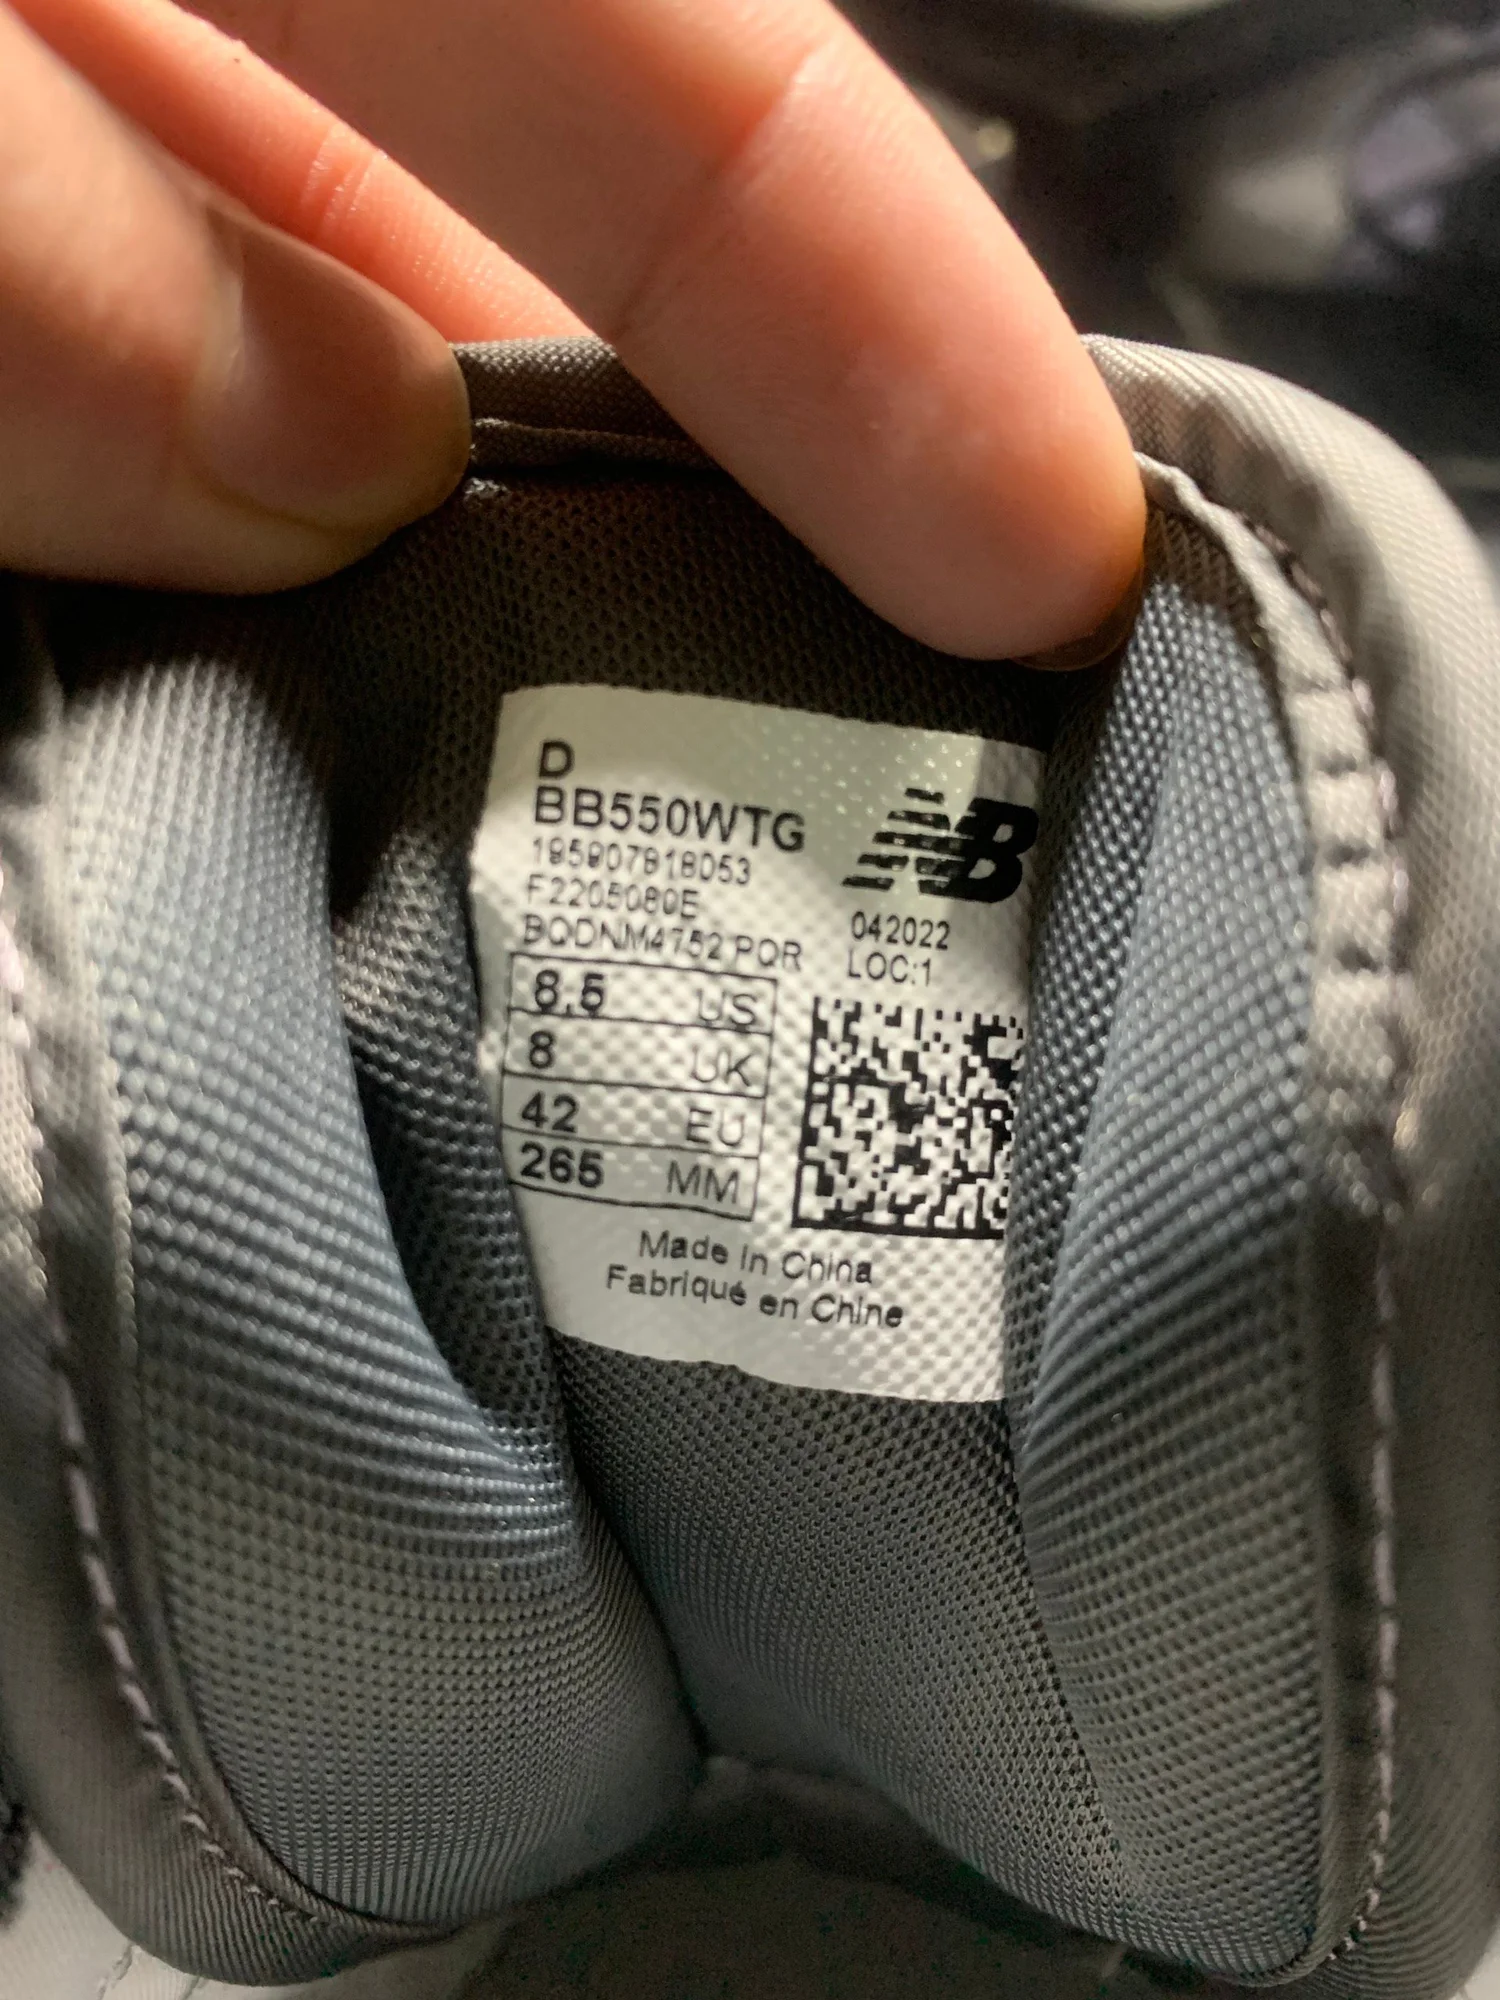 D
BB550WTG
195907818053
F2205080E
BQDNM4752 PQR
NB
042022
LOC:1
8.5 US
8 UK
42 EU
265 MM
Made In China
Fabriqué en Chine